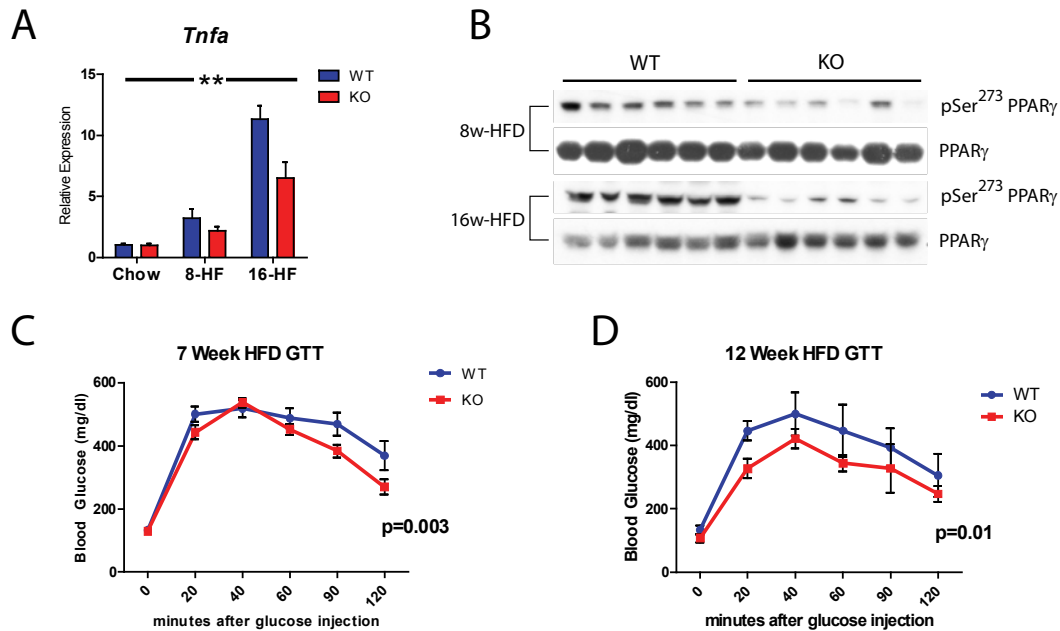 A
Tnfa
**
WT
KO
Relative Expression
15
10
5
0
Chow 8-HF 16-HF
B
WT KO
8w-HFD
pSer273 PPARγ
PPARγ
16w-HFD
pSer273 PPARγ
PPARγ
C
7 Week HFD GTT
WT
KO
Blood Glucose (mg/dl)
600
400
200
0
p=0.003
0 20 40 60 90 120
minutes after glucose injection
D
12 Week HFD GTT
WT
KO
Blood Glucose (mg/dl)
600
400
200
0
p=0.01
0 20 40 60 90 120
minutes after glucose injection